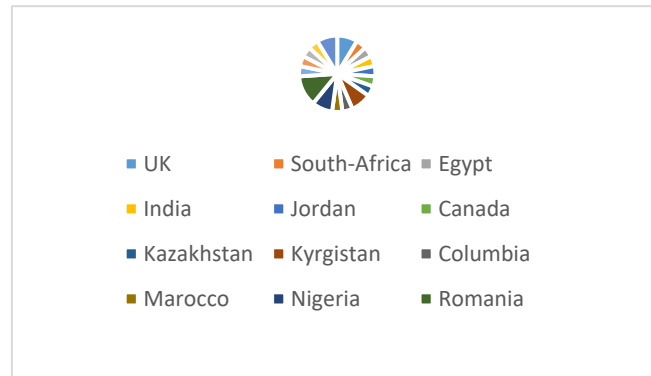 UK South-Africa Egypt
India Jordan Canada
Kazakhstan Kyrgistan Columbia
Marocco Nigeria Romania